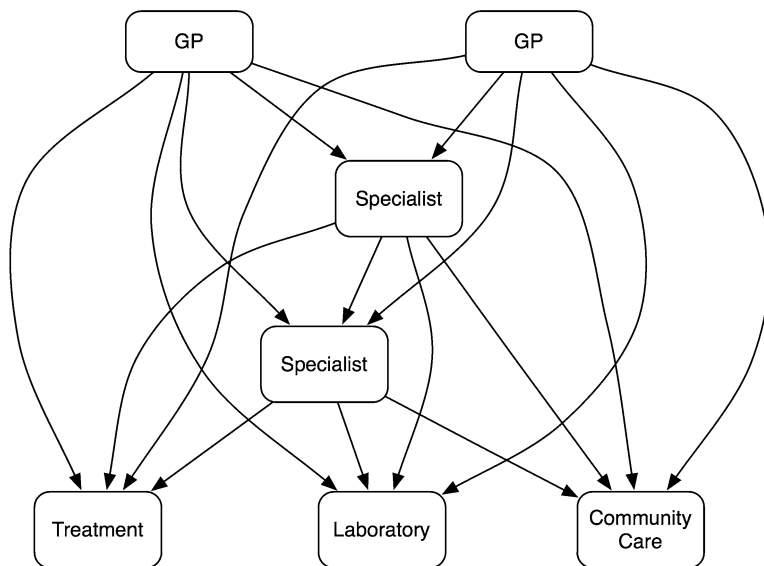 GP
GP
Specialist
Specialist
Treatment
Laboratory
Community
Care